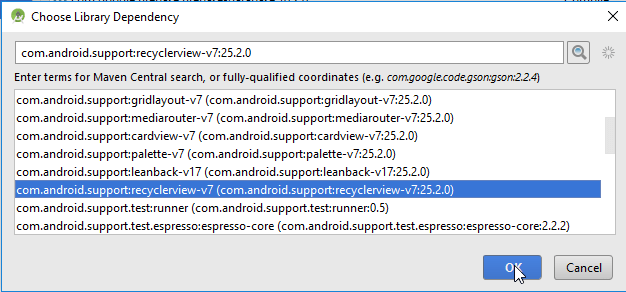 Choose Library Dependency
com.android.support:recyclerview-v7:25.2.0
Enter terms for Maven Central search, or fully-qualified coordinates (e.g. com.google.code.gson:gson:2.2.4)
com.android.support:gridlayout-v7 (com.android.support:gridlayout-v7:25.2.0)
com.android.support:mediarouter-v7 (com.android.support:mediarouter-v7:25.2.0)
com.android.support:cardview-v7 (com.android.support:cardview-v7:25.2.0)
com.android.support:palette-v7 (com.android.support:palette-v7:25.2.0)
com.android.support:leanback-v17 (com.android.support:leanback-v17:25.2.0)
com.android.support:recyclerview-v7 (com.android.support:recyclerview-v7:25.2.0)
com.android.support.test:runner (com.android.support.test:runner:0.5)
com.android.support.test.espresso:espresso-core (com.android.support.test.espresso:espresso-core:2.2.2)
OK Cancel